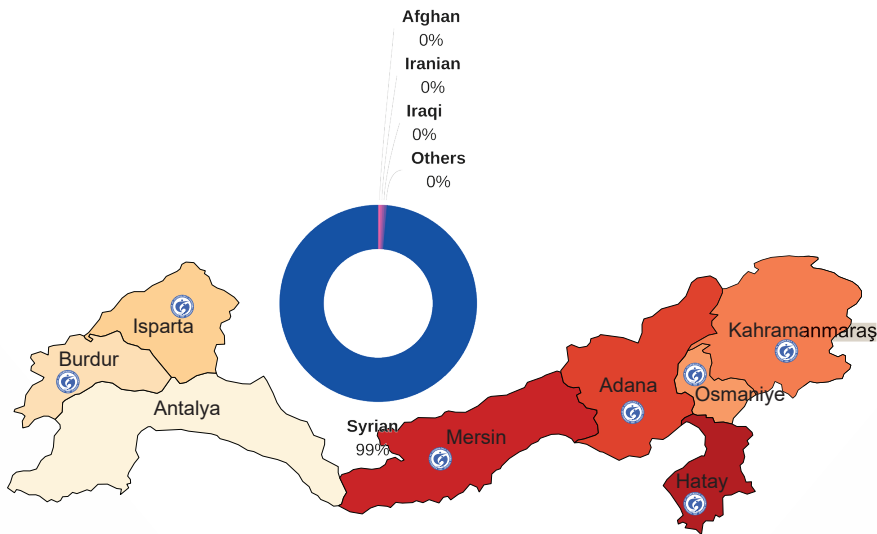 Afghan
0%
Iranian
0%
Iraqi
0%
Others
0%
Isparta
Burdur
Antalya
Syrian
99%
Mersin
Adana
Kahramanmaraş
Osmaniye
Hatay